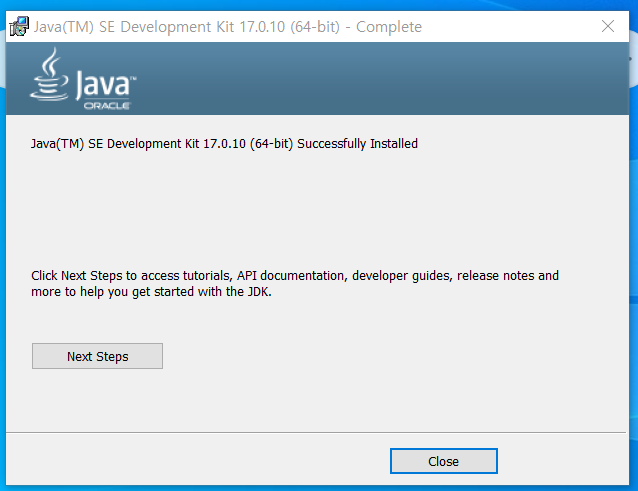 Java(TM) SE Development Kit 17.0.10 (64-bit) - Complete
Java™
ORACLE
Java(TM) SE Development Kit 17.0.10 (64-bit) Successfully Installed
Click Next Steps to access tutorials, API documentation, developer guides, release notes and
more to help you get started with the JDK.
Next Steps
Close